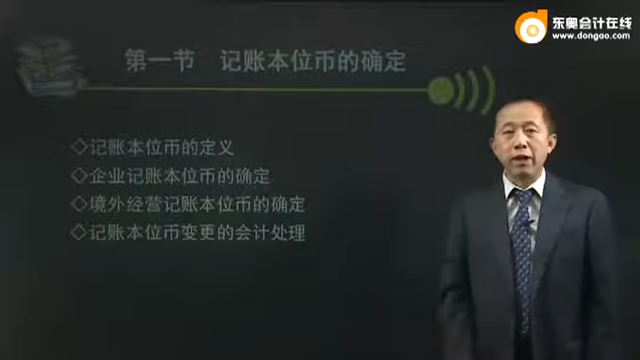 东奥会计在线
www.dongao.com
第一节 记账本位币的确定
◇记账本位币的定义
◇企业记账本位币的确定
◇境外经营记账本位币的确定
◇记账本位币变更的会计处理